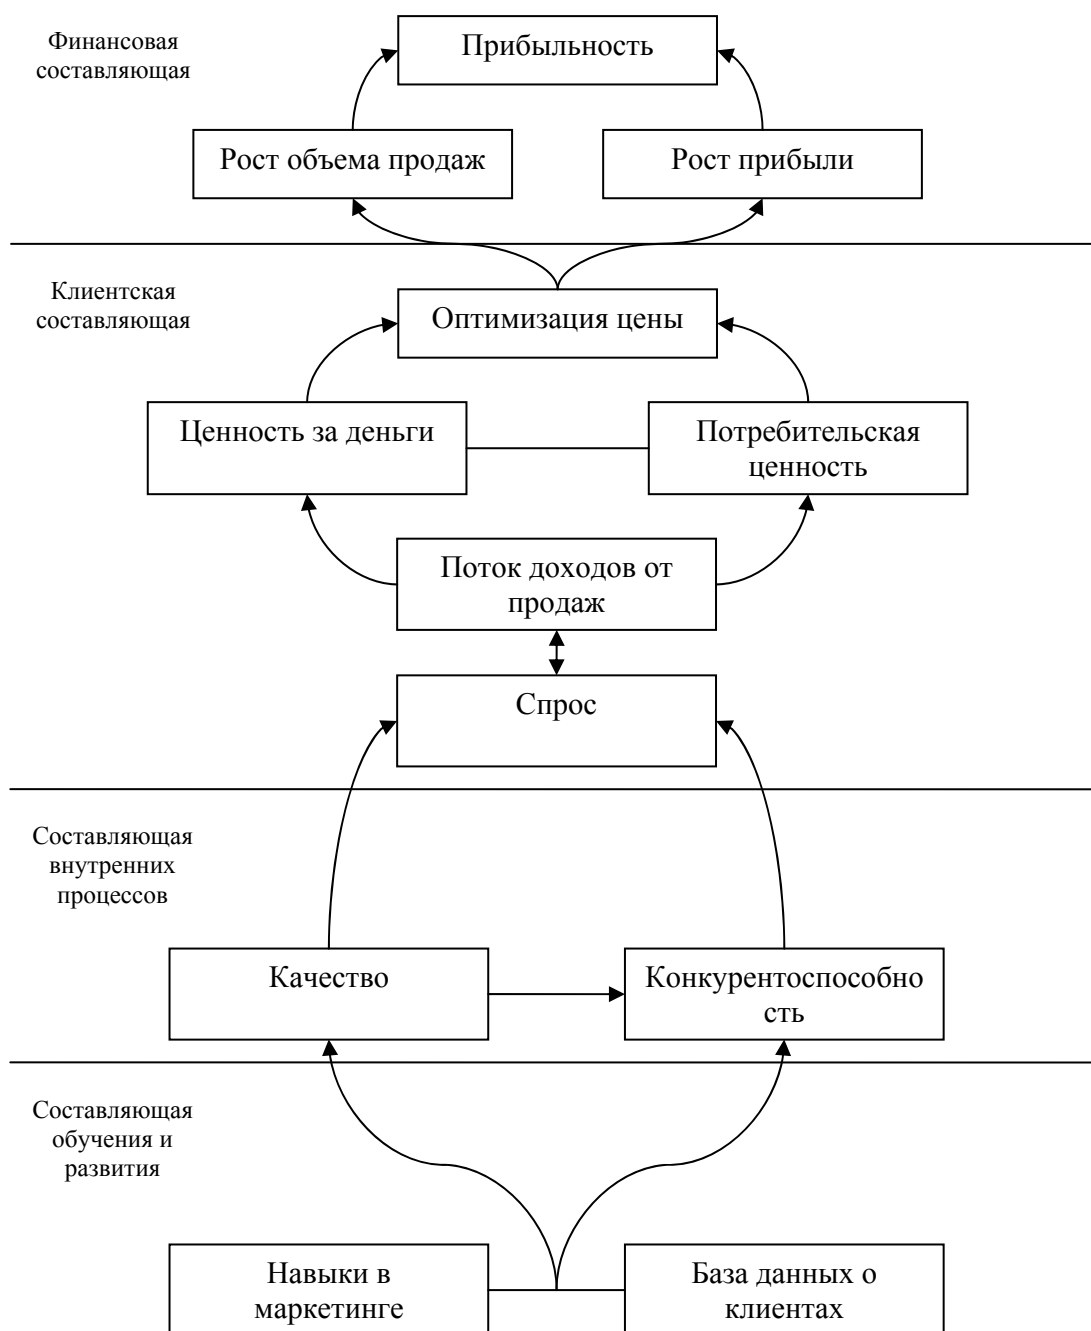 Финансовая
составляющая
Прибыльность
Рост объема продаж
Рост прибыли
Клиентская
составляющая
Оптимизация цены
Ценность за деньги
Потребительская
ценность
Поток доходов от
продаж
Спрос
Составляющая
внутренних
процессов
Качество
Конкурентоспособно
сть
Составляющая
обучения и
развития
Навыки в
маркетинге
База данных о
клиентах